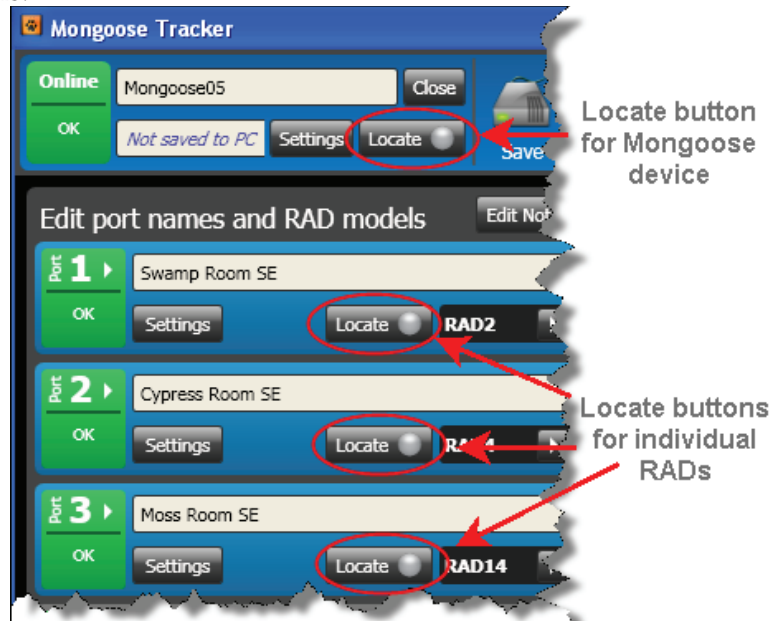 Mongoose Tracker
Online
Mongoose05
Close
OK
Not saved to PC
Settings
Locate
Save
Locate button
for Mongoose
device
Edit port names and RAD models
Edit
Port 1
Swamp Room SE
OK
Settings
Locate
RAD2
Port 2
Cypress Room SE
OK
Settings
Locate
Locate buttons
for individual
RADs
Port 3
Moss Room SE
OK
Settings
Locate
RAD14